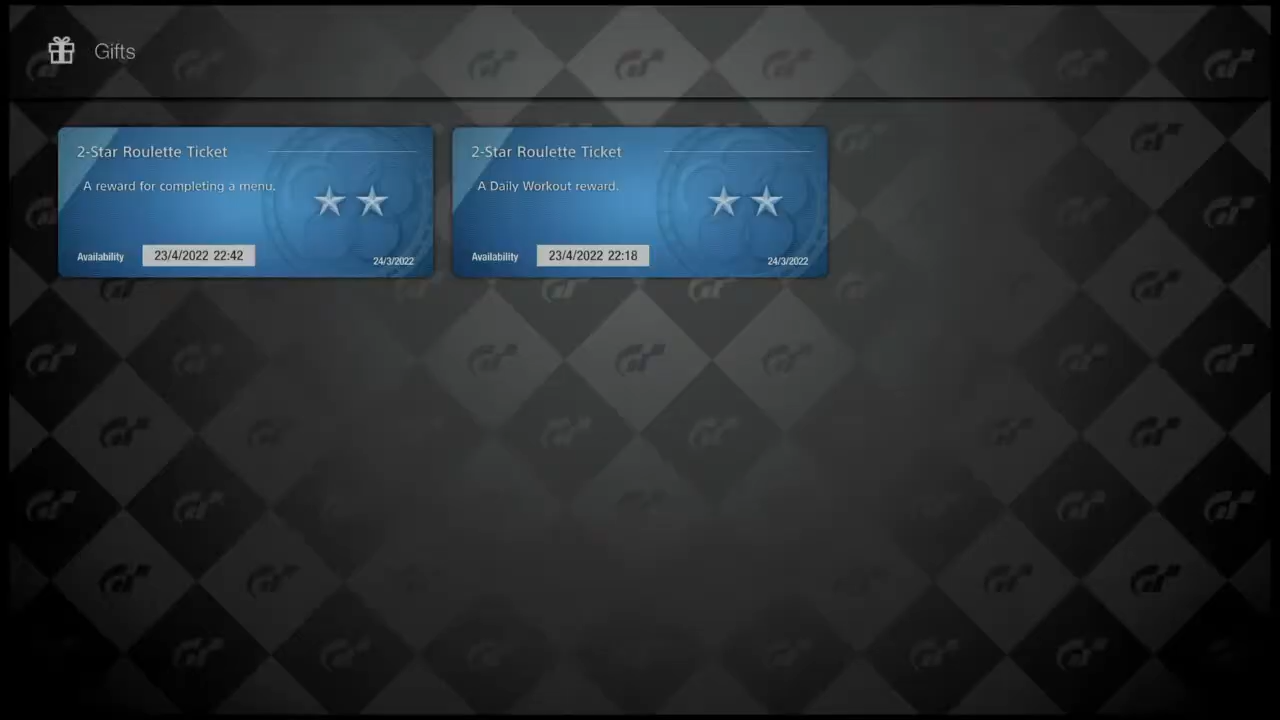 Gifts
2-Star Roulette Ticket
A reward for completing a menu.
Availability 23/4/2022 22:42
24/3/2022
2-Star Roulette Ticket
A Daily Workout reward.
Availability 23/4/2022 22:18
24/3/2022